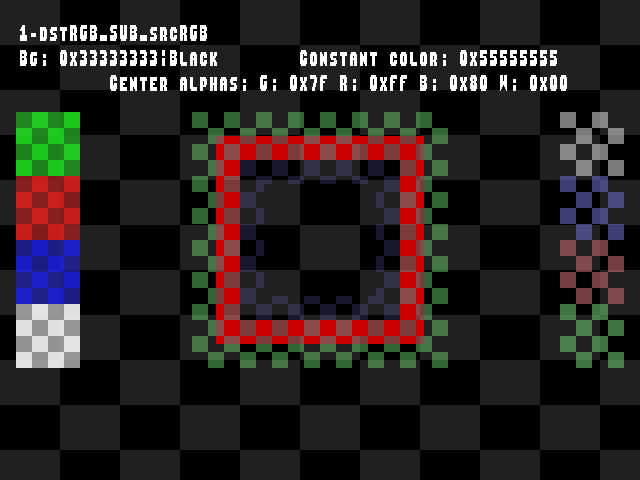 1-dstRGB_SUB_srcRGB
Bg: 0x33333333¦Black Constant color: 0x55555555
Center alphas: G: 0x7F R: 0xFF B: 0x80 W: 0x00